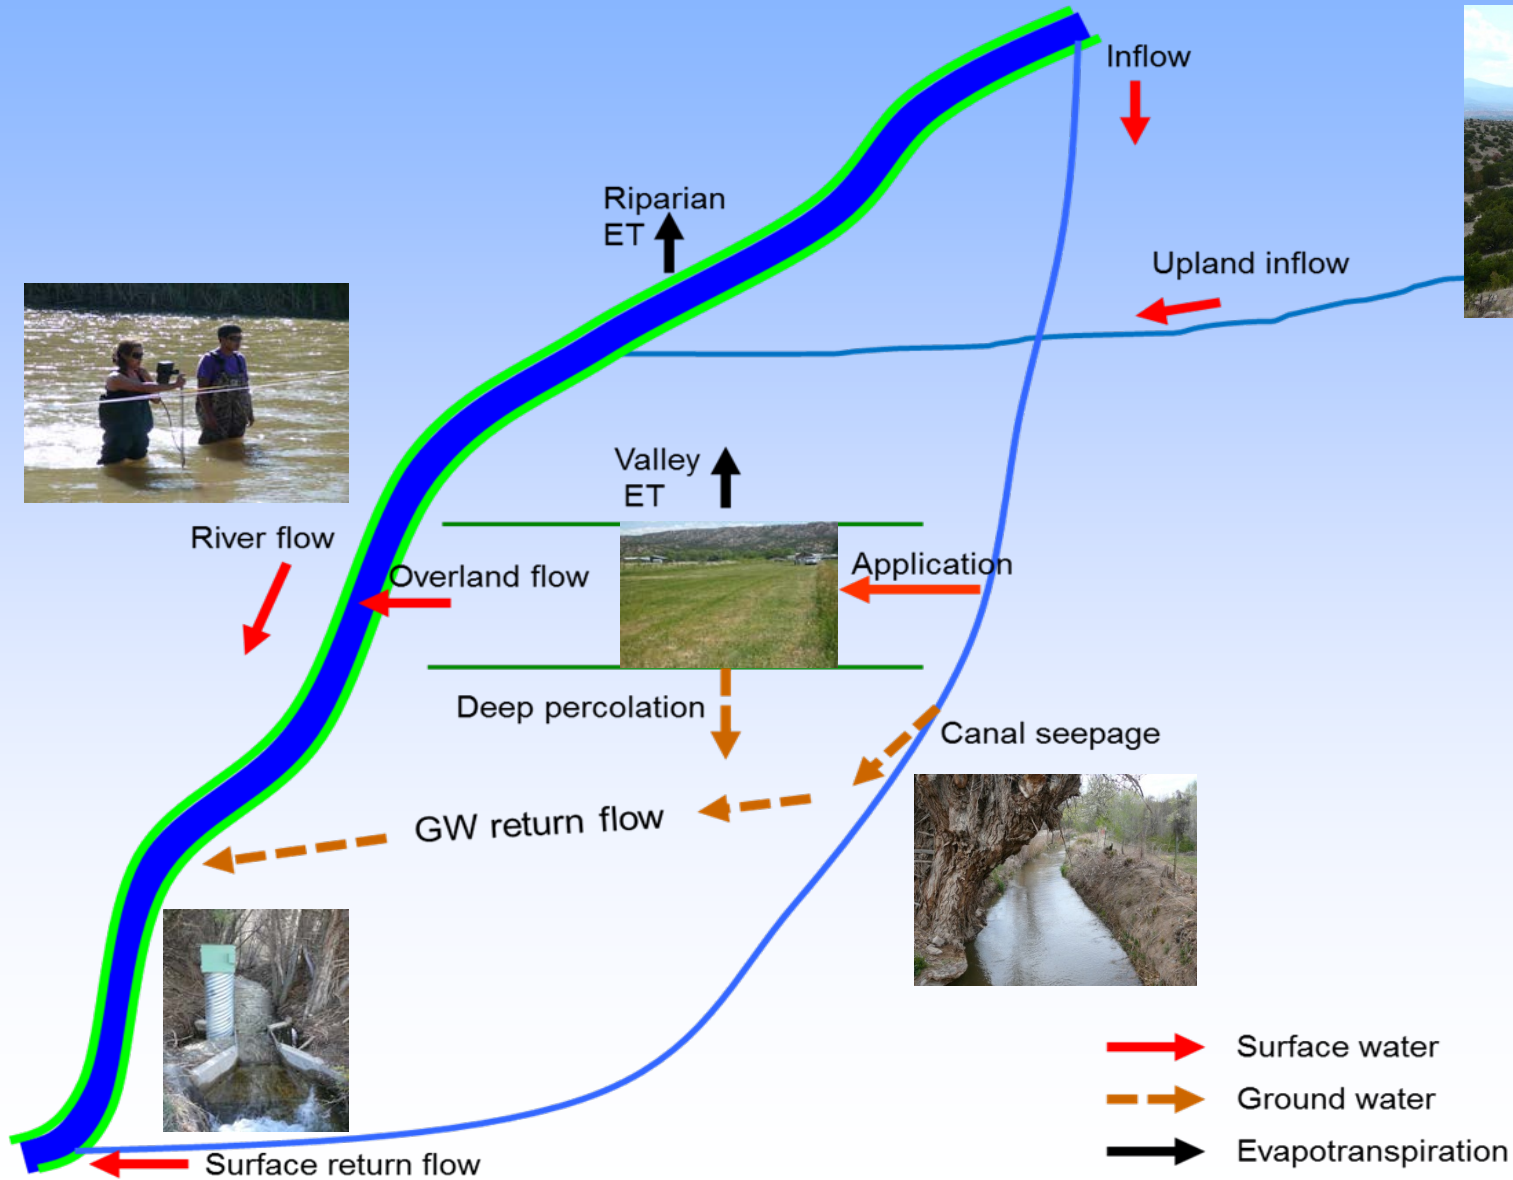 Inflow
Riparian
ET
Upland inflow
Valley
ET
River flow
Overland flow
Application
Deep percolation
Canal seepage
GW return flow
Surface water
Ground water
Evapotranspiration
Surface return flow